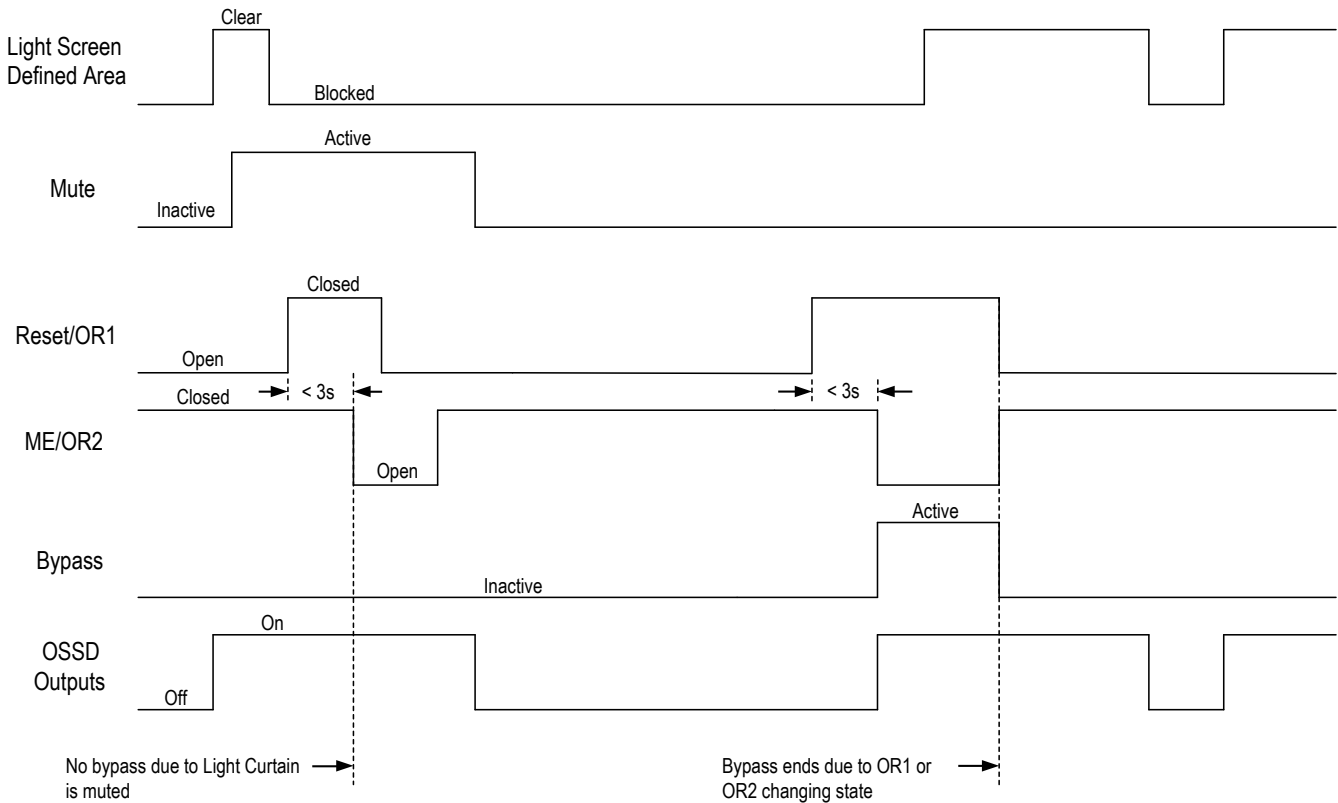 Clear
Light Screen
Defined Area
Blocked
Active
Mute
Inactive
Closed
Reset/OR1
Open
< 3s
< 3s
Closed
ME/OR2
Open
Active
Bypass
Inactive
On
OSSD
Outputs
Off
No bypass due to Light Curtain
is muted
Bypass ends due to OR1 or
OR2 changing state